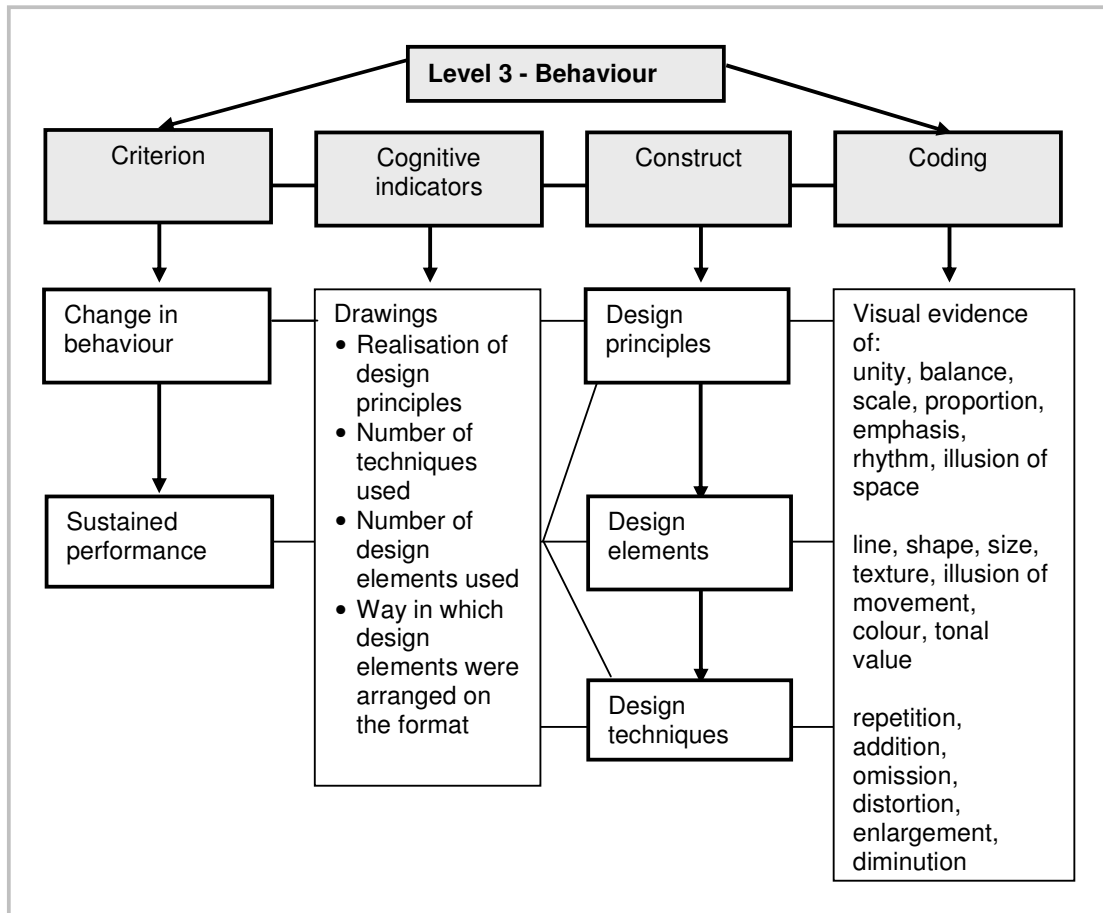 Level 3 - Behaviour
Criterion
Cognitive
indicators
Construct
Coding
Change in
behaviour
Sustained
performance
Drawings
• Realisation of
design
principles
• Number of
techniques
used
• Number of
design
elements used
• Way in which
design
elements were
arranged on
the format
Design
principles
Design
elements
Design
techniques
Visual evidence
of:
unity, balance,
scale, proportion,
emphasis,
rhythm, illusion of
space
line, shape, size,
texture, illusion of
movement,
colour, tonal
value
repetition,
addition,
omission,
distortion,
enlargement,
diminution